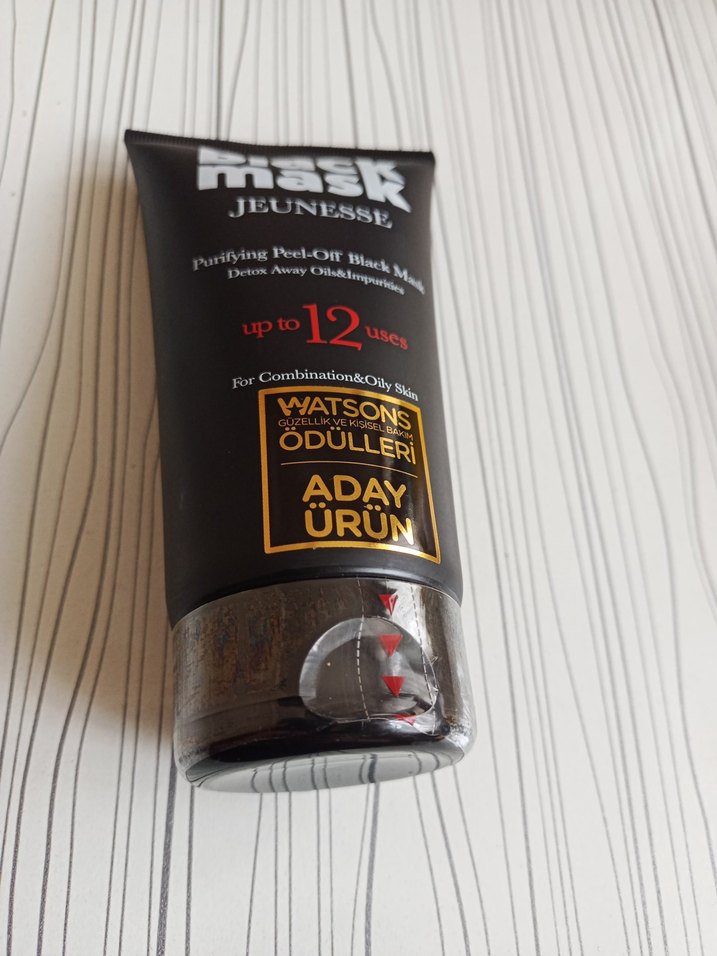 black
mask
JEUNESSE
Purifying Peel-Off Black Mask
Detox Away Oils&Impurities
up to 12 uses
For Combination&Oily Skin
WATSONS
GÜZELLİK VE KİŞİSEL BAKIM
ÖDÜLLERİ
ADAY
ÜRÜN